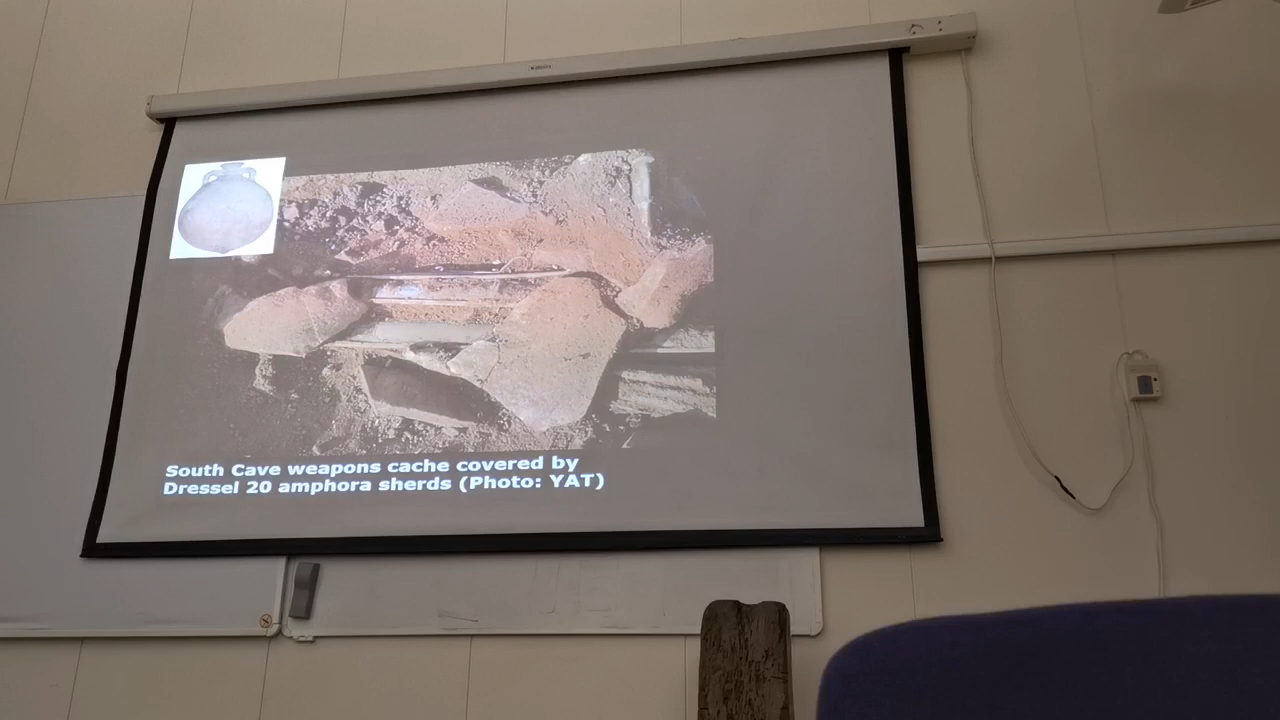 South Cave weapons cache covered by
Dressel 20 amphora sherds (Photo: YAT)